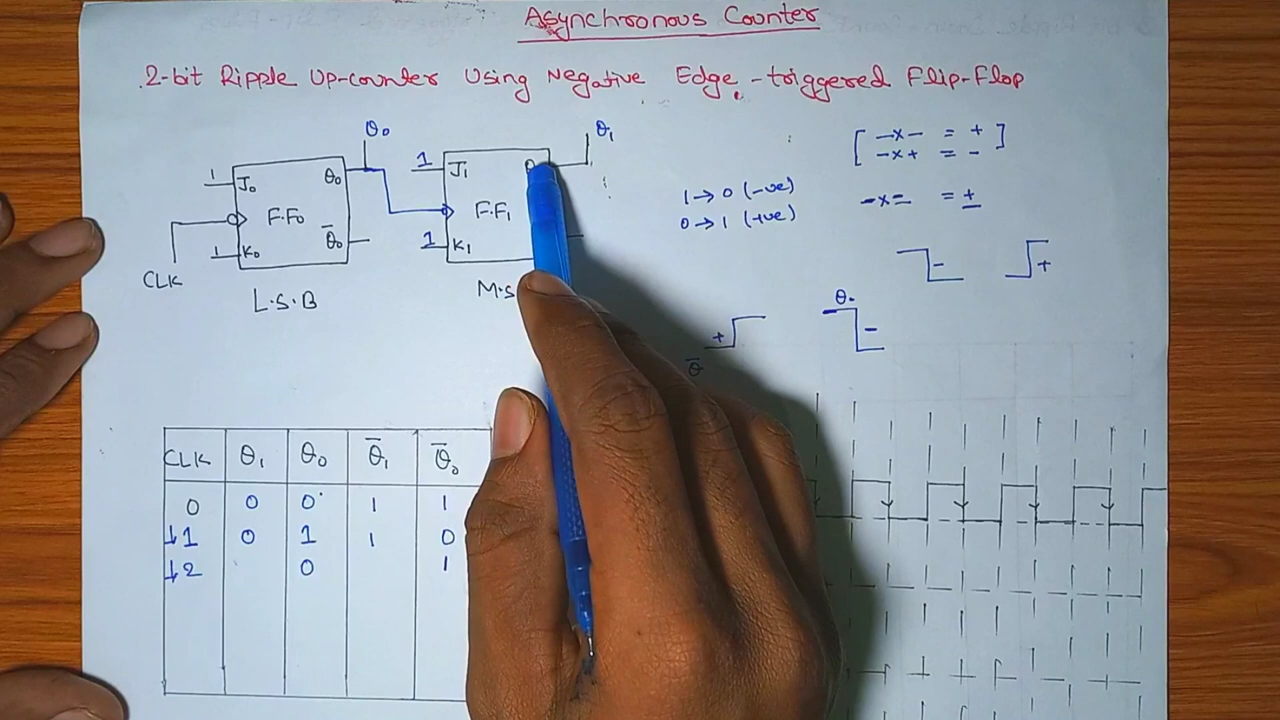 Asynchronous Counter
2-bit Ripple Up-counter Using Negative Edge-triggered Flip-Flop
Q0
Q1
1 J0 Q0
F.F0
1 K0 Q̅0
CLK
L.S.B
1 J1
F.F1
1 K1
M.S
1→0 (-ve)
0→1 (+ve)
[ -x- = + ]
-x+ = -
-x= = ±
-
+
+
Q̅
Q0
-
CLK Q1 Q0 Q̅1 Q̅0
0 0 0 1 1
↓1 0 1 1 0
↓2 0 1